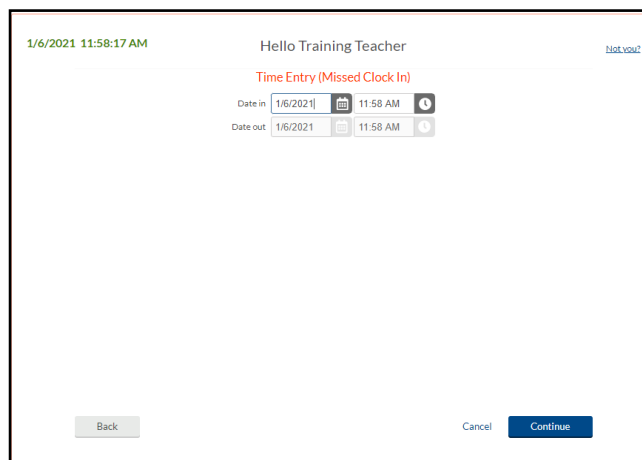 1/6/2021 11:58:17 AM
Hello Training Teacher
Not you?
Time Entry (Missed Clock In)
Date in 1/6/2021 11:58 AM
Date out 1/6/2021 11:58 AM
Back Cancel Continue